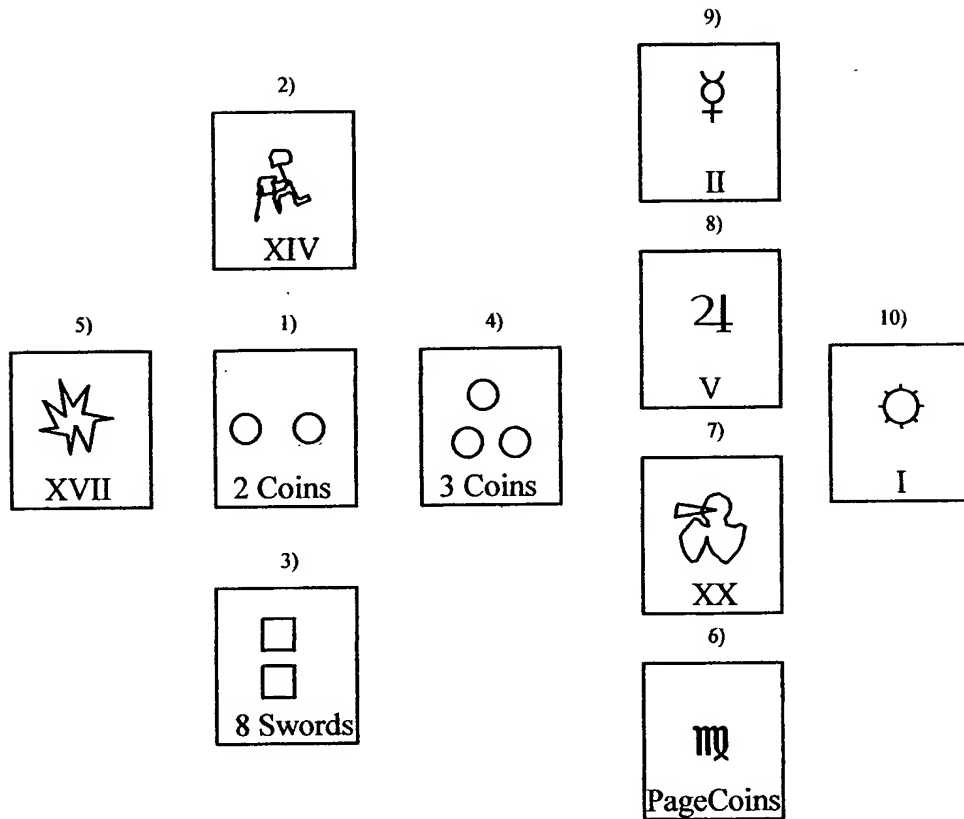 9)
II
2)
XIV
8)
V
5)
XVII
1)
2 Coins
4)
3 Coins
10)
I
7)
XX
3)
8 Swords
6)
PageCoins